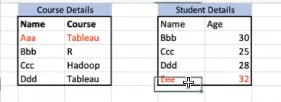 Course Details
Name Course
Aaa Tableau
Bbb R
Ccc Hadoop
Ddd Tableau
Student Details
Name Age
Bbb 30
Ccc 25
Ddd 28
Eee 32